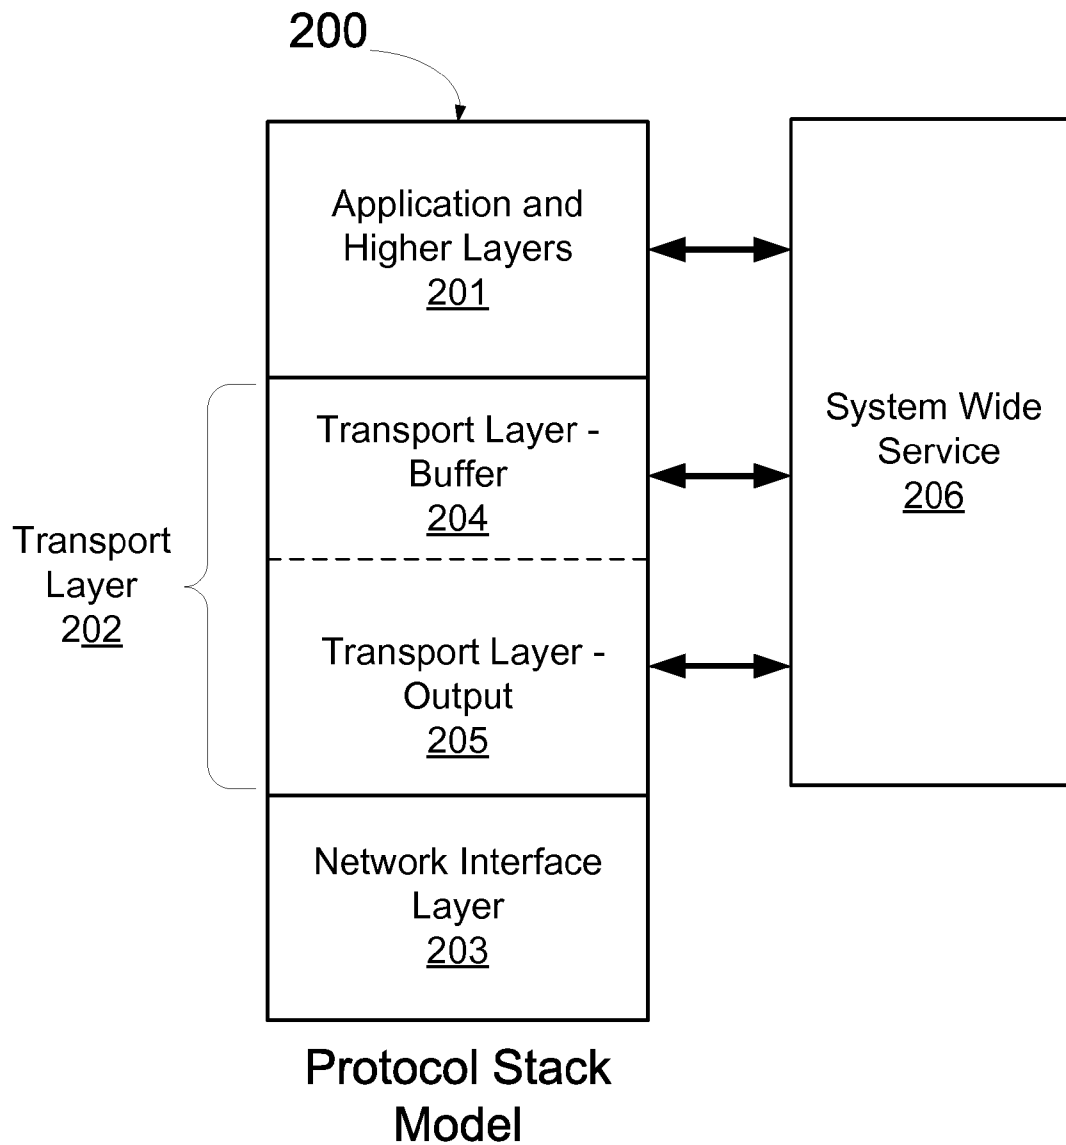 200
Application and
Higher Layers
201
Transport Layer -
Buffer
204
Transport
Layer
202
Transport Layer -
Output
205
Network Interface
Layer
203
System Wide
Service
206
Protocol Stack
Model